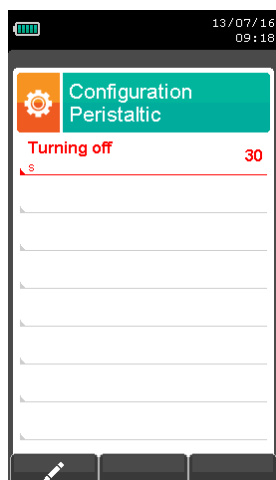 13/07/16
09:18
Configuration
Peristaltic
Turning off 30
s